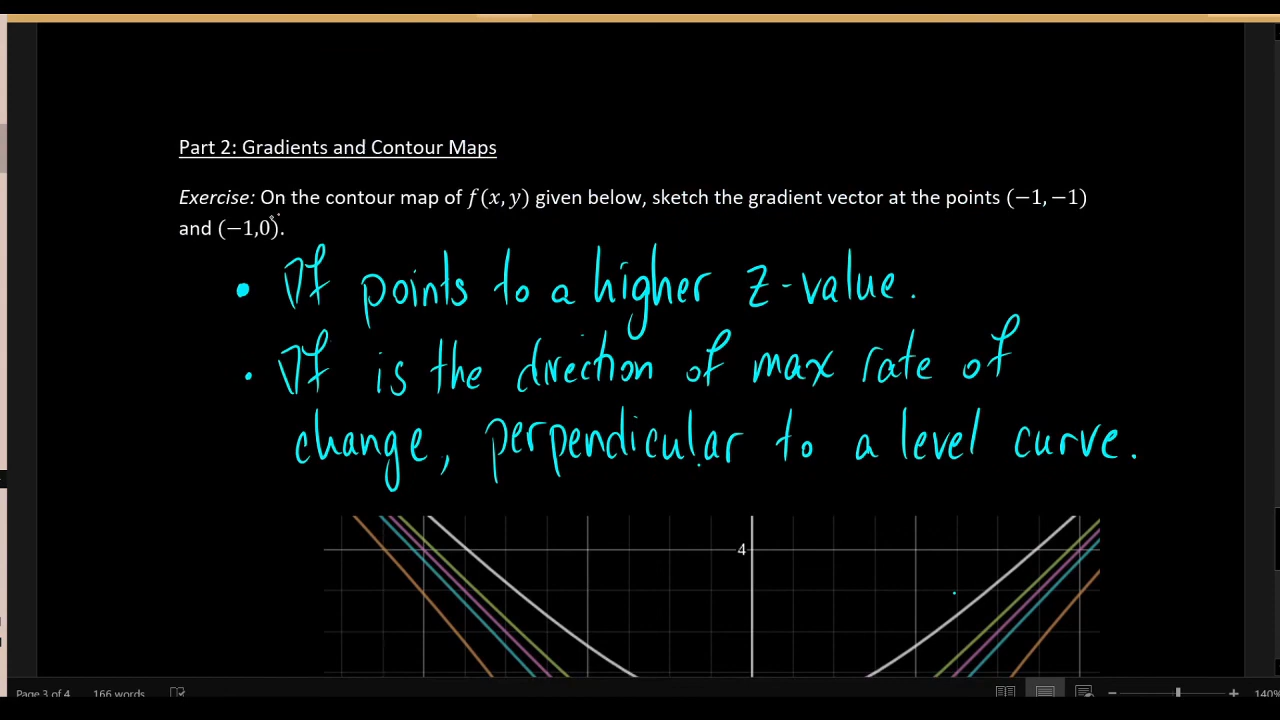 Part 2: Gradients and Contour Maps
Exercise: On the contour map of f(x, y) given below, sketch the gradient vector at the points (−1, −1)
and (−1,0).
• ∇f points to a higher z-value.
• ∇f is the direction of max rate of
change, perpendicular to a level curve.
4
Page 3 of 4 166 words 140%